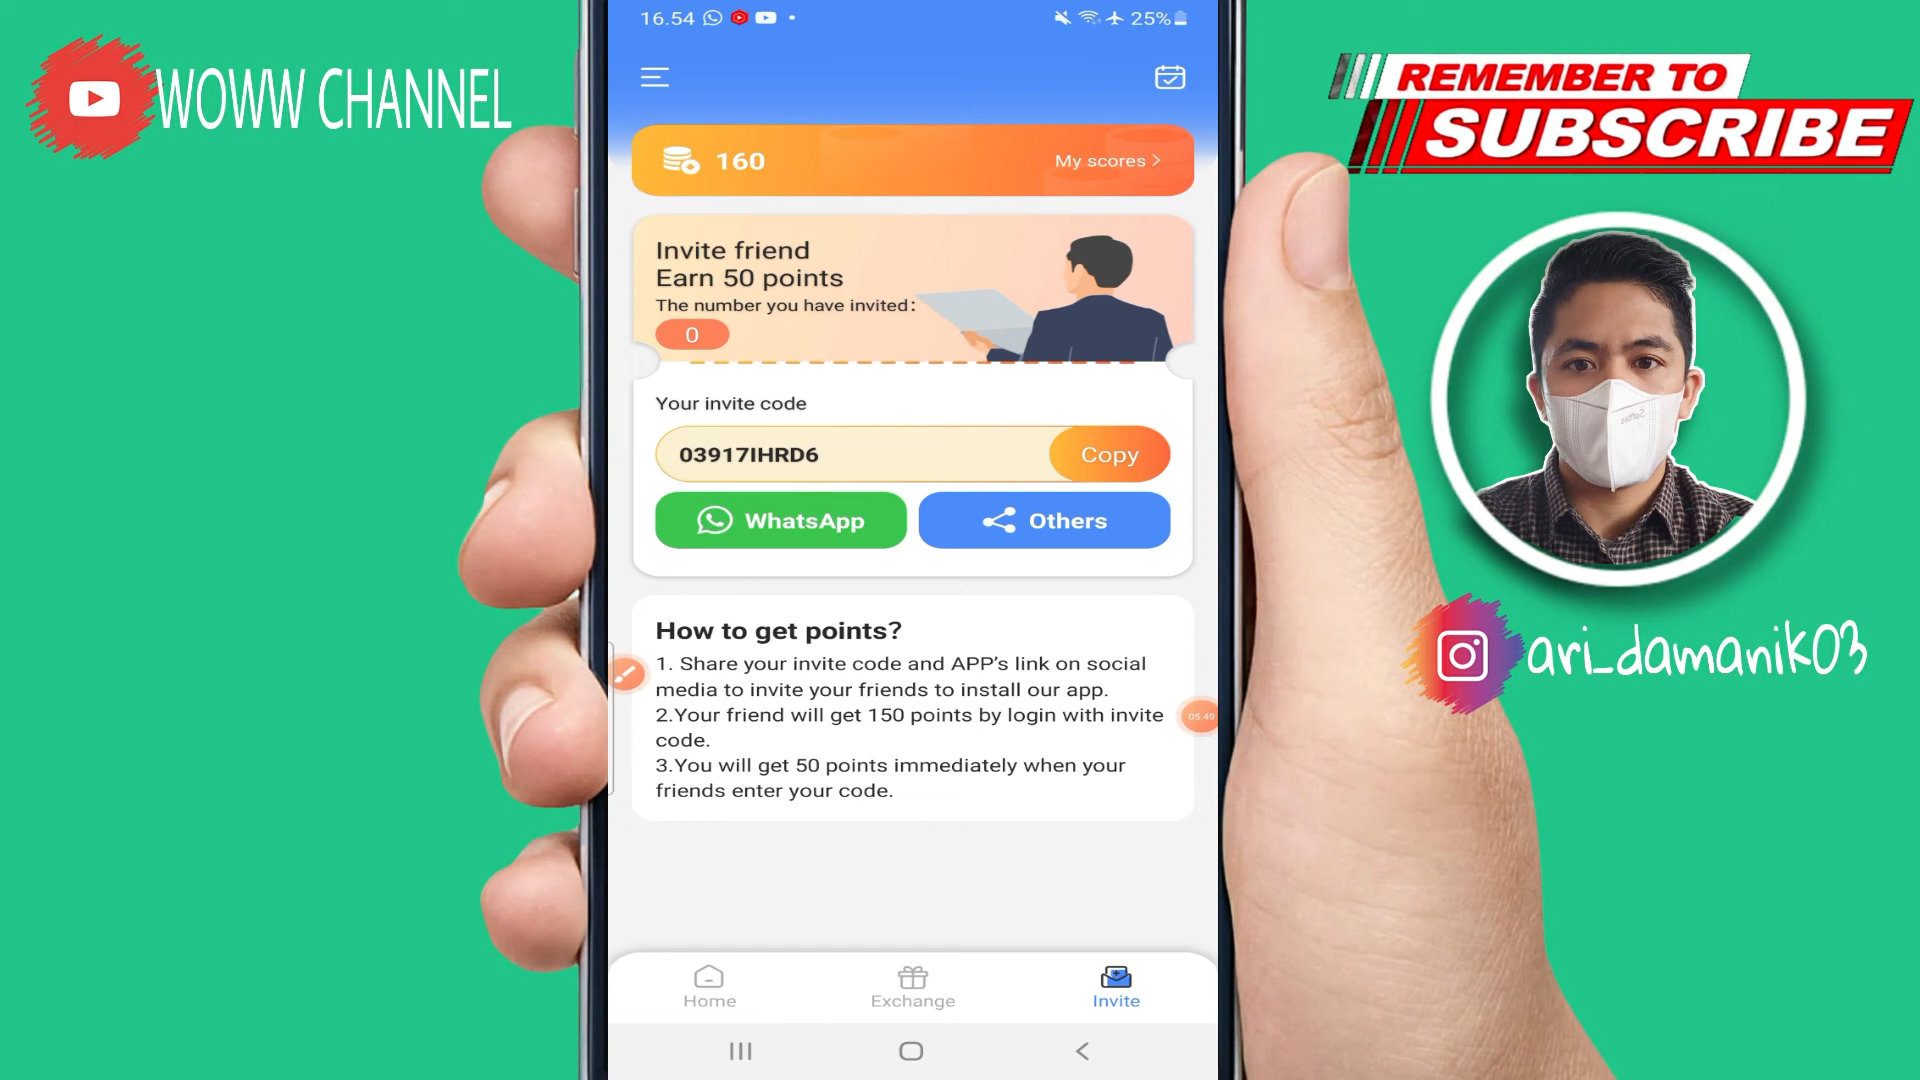 WOWW CHANNEL
REMEMBER TO
SUBSCRIBE
16.54
25%
160
My scores >
Invite friend
Earn 50 points
The number you have invited:
0
Your invite code
03917IHRD6
Copy
WhatsApp
Others
How to get points?
1. Share your invite code and APP's link on social
media to invite your friends to install our app.
2.Your friend will get 150 points by login with invite
code.
3.You will get 50 points immediately when your
friends enter your code.
05:49
Home
Exchange
Invite
ari_damanik03
Softies